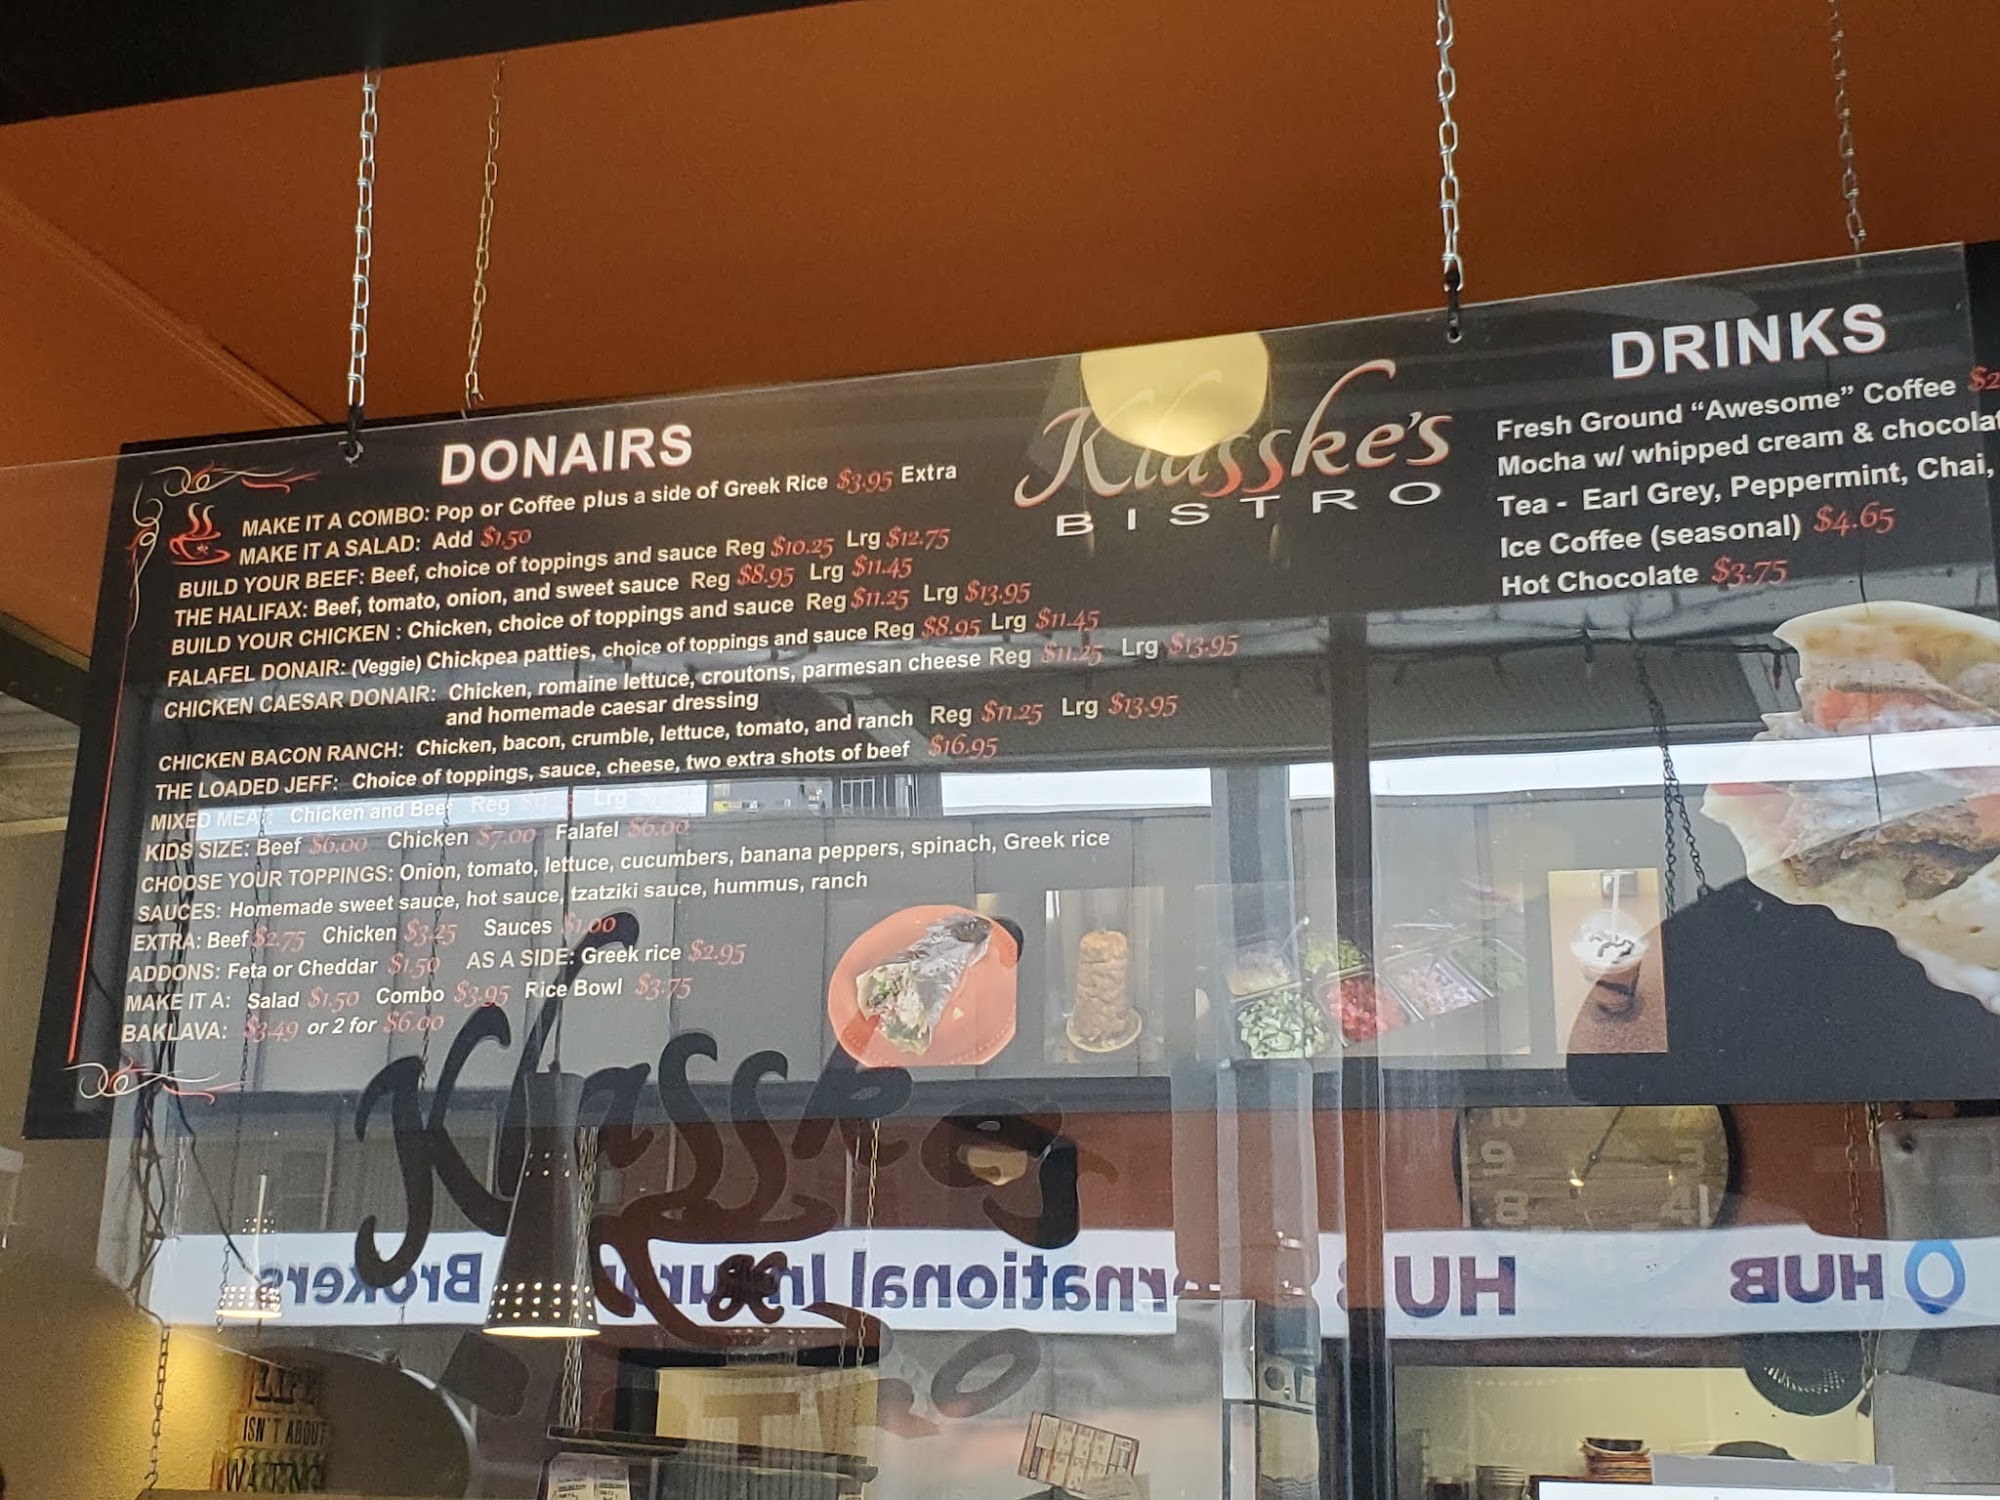 DONAIRS
MAKE IT A COMBO: Pop or Coffee plus a side of Greek Rice $3.95 Extra
MAKE IT A SALAD: Add $1.50
BUILD YOUR BEEF: Beef, choice of toppings and sauce Reg $10.25 Lrg $12.75
THE HALIFAX: Beef, tomato, onion, and sweet sauce Reg $8.95 Lrg $11.45
BUILD YOUR CHICKEN : Chicken, choice of toppings and sauce Reg $11.25 Lrg $13.95
FALAFEL DONAIR: (Veggie) Chickpea patties, choice of toppings and sauce Reg $8.95 Lrg $11.45
CHICKEN CAESAR DONAIR: Chicken, romaine lettuce, croutons, parmesan cheese Reg $11.25 Lrg $13.95
and homemade caesar dressing
CHICKEN BACON RANCH: Chicken, bacon, crumble, lettuce, tomato, and ranch Reg $11.25 Lrg $13.95
THE LOADED JEFF: Choice of toppings, sauce, cheese, two extra shots of beef $16.95
MIXED MEAT: Chicken and Beef Reg Lrg
KIDS SIZE: Beef $6.00 Chicken $7.00 Falafel $6.00
CHOOSE YOUR TOPPINGS: Onion, tomato, lettuce, cucumbers, banana peppers, spinach, Greek rice
SAUCES: Homemade sweet sauce, hot sauce, tzatziki sauce, hummus, ranch
EXTRA: Beef $2.75 Chicken $3.25 Sauces $1.00
ADDONS: Feta or Cheddar $1.50 AS A SIDE: Greek rice $2.95
MAKE IT A: Salad $1.50 Combo $3.95 Rice Bowl $3.75
BAKLAVA: $3.49 or 2 for $6.00
Klasske's
BISTRO
DRINKS
Fresh Ground "Awesome" Coffee $2
Mocha w/ whipped cream & chocolat
Tea - Earl Grey, Peppermint, Chai,
Ice Coffee (seasonal) $4.65
Hot Chocolate $3.75
Klasske's
HUB
HUB
Brokers
ISN'T ABOUT
WAITING